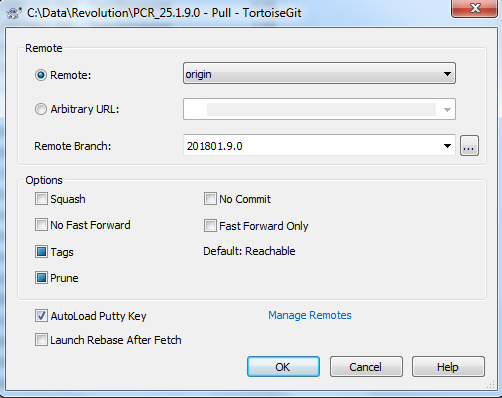 C:\Data\Revolution\PCR_25.1.9.0 - Pull - TortoiseGit
Remote
Remote:
origin
Arbitrary URL:
Remote Branch:
201801.9.0
...
Options
Squash
No Commit
No Fast Forward
Fast Forward Only
Tags
Default: Reachable
Prune
AutoLoad Putty Key
Manage Remotes
Launch Rebase After Fetch
OK
Cancel
Help